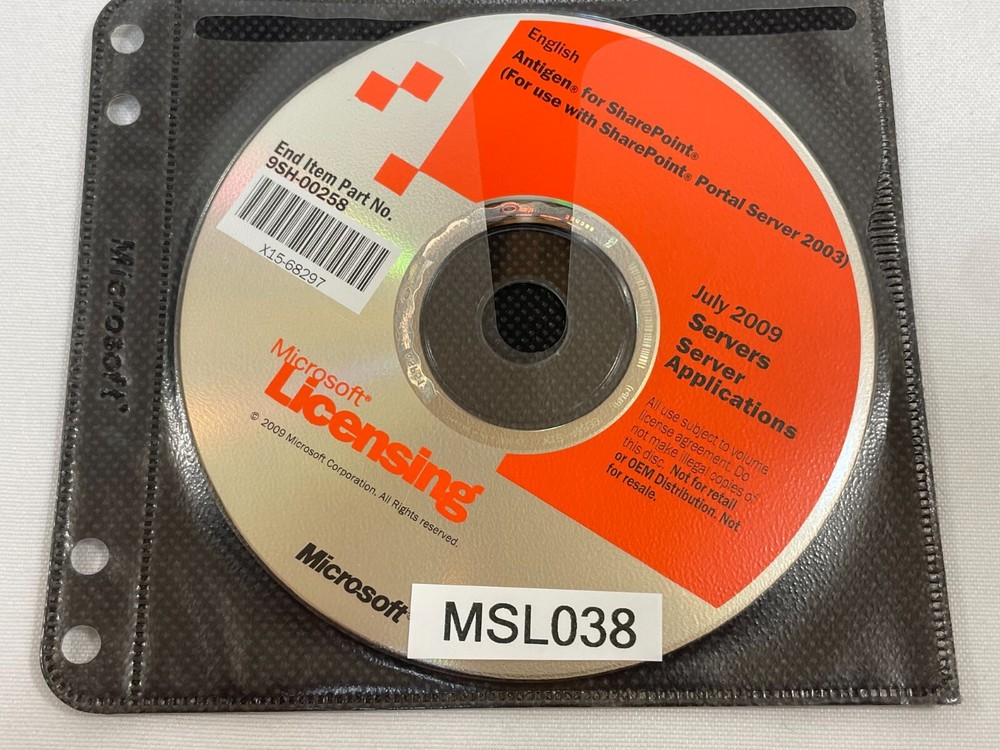 English
Antigen® for SharePoint®
(For use with SharePoint® Portal Server 2003)
End Item Part No.
9SH-00258
X15-68297
July 2009
Servers
Server
Applications
All use subject to volume
license agreement. Do
not make illegal copies of
this disc. Not for retail
or OEM Distribution. Not
for resale.
Microsoft®
Licensing
© 2009 Microsoft Corporation. All Rights reserved.
Microsoft
MSL038
Microsoft